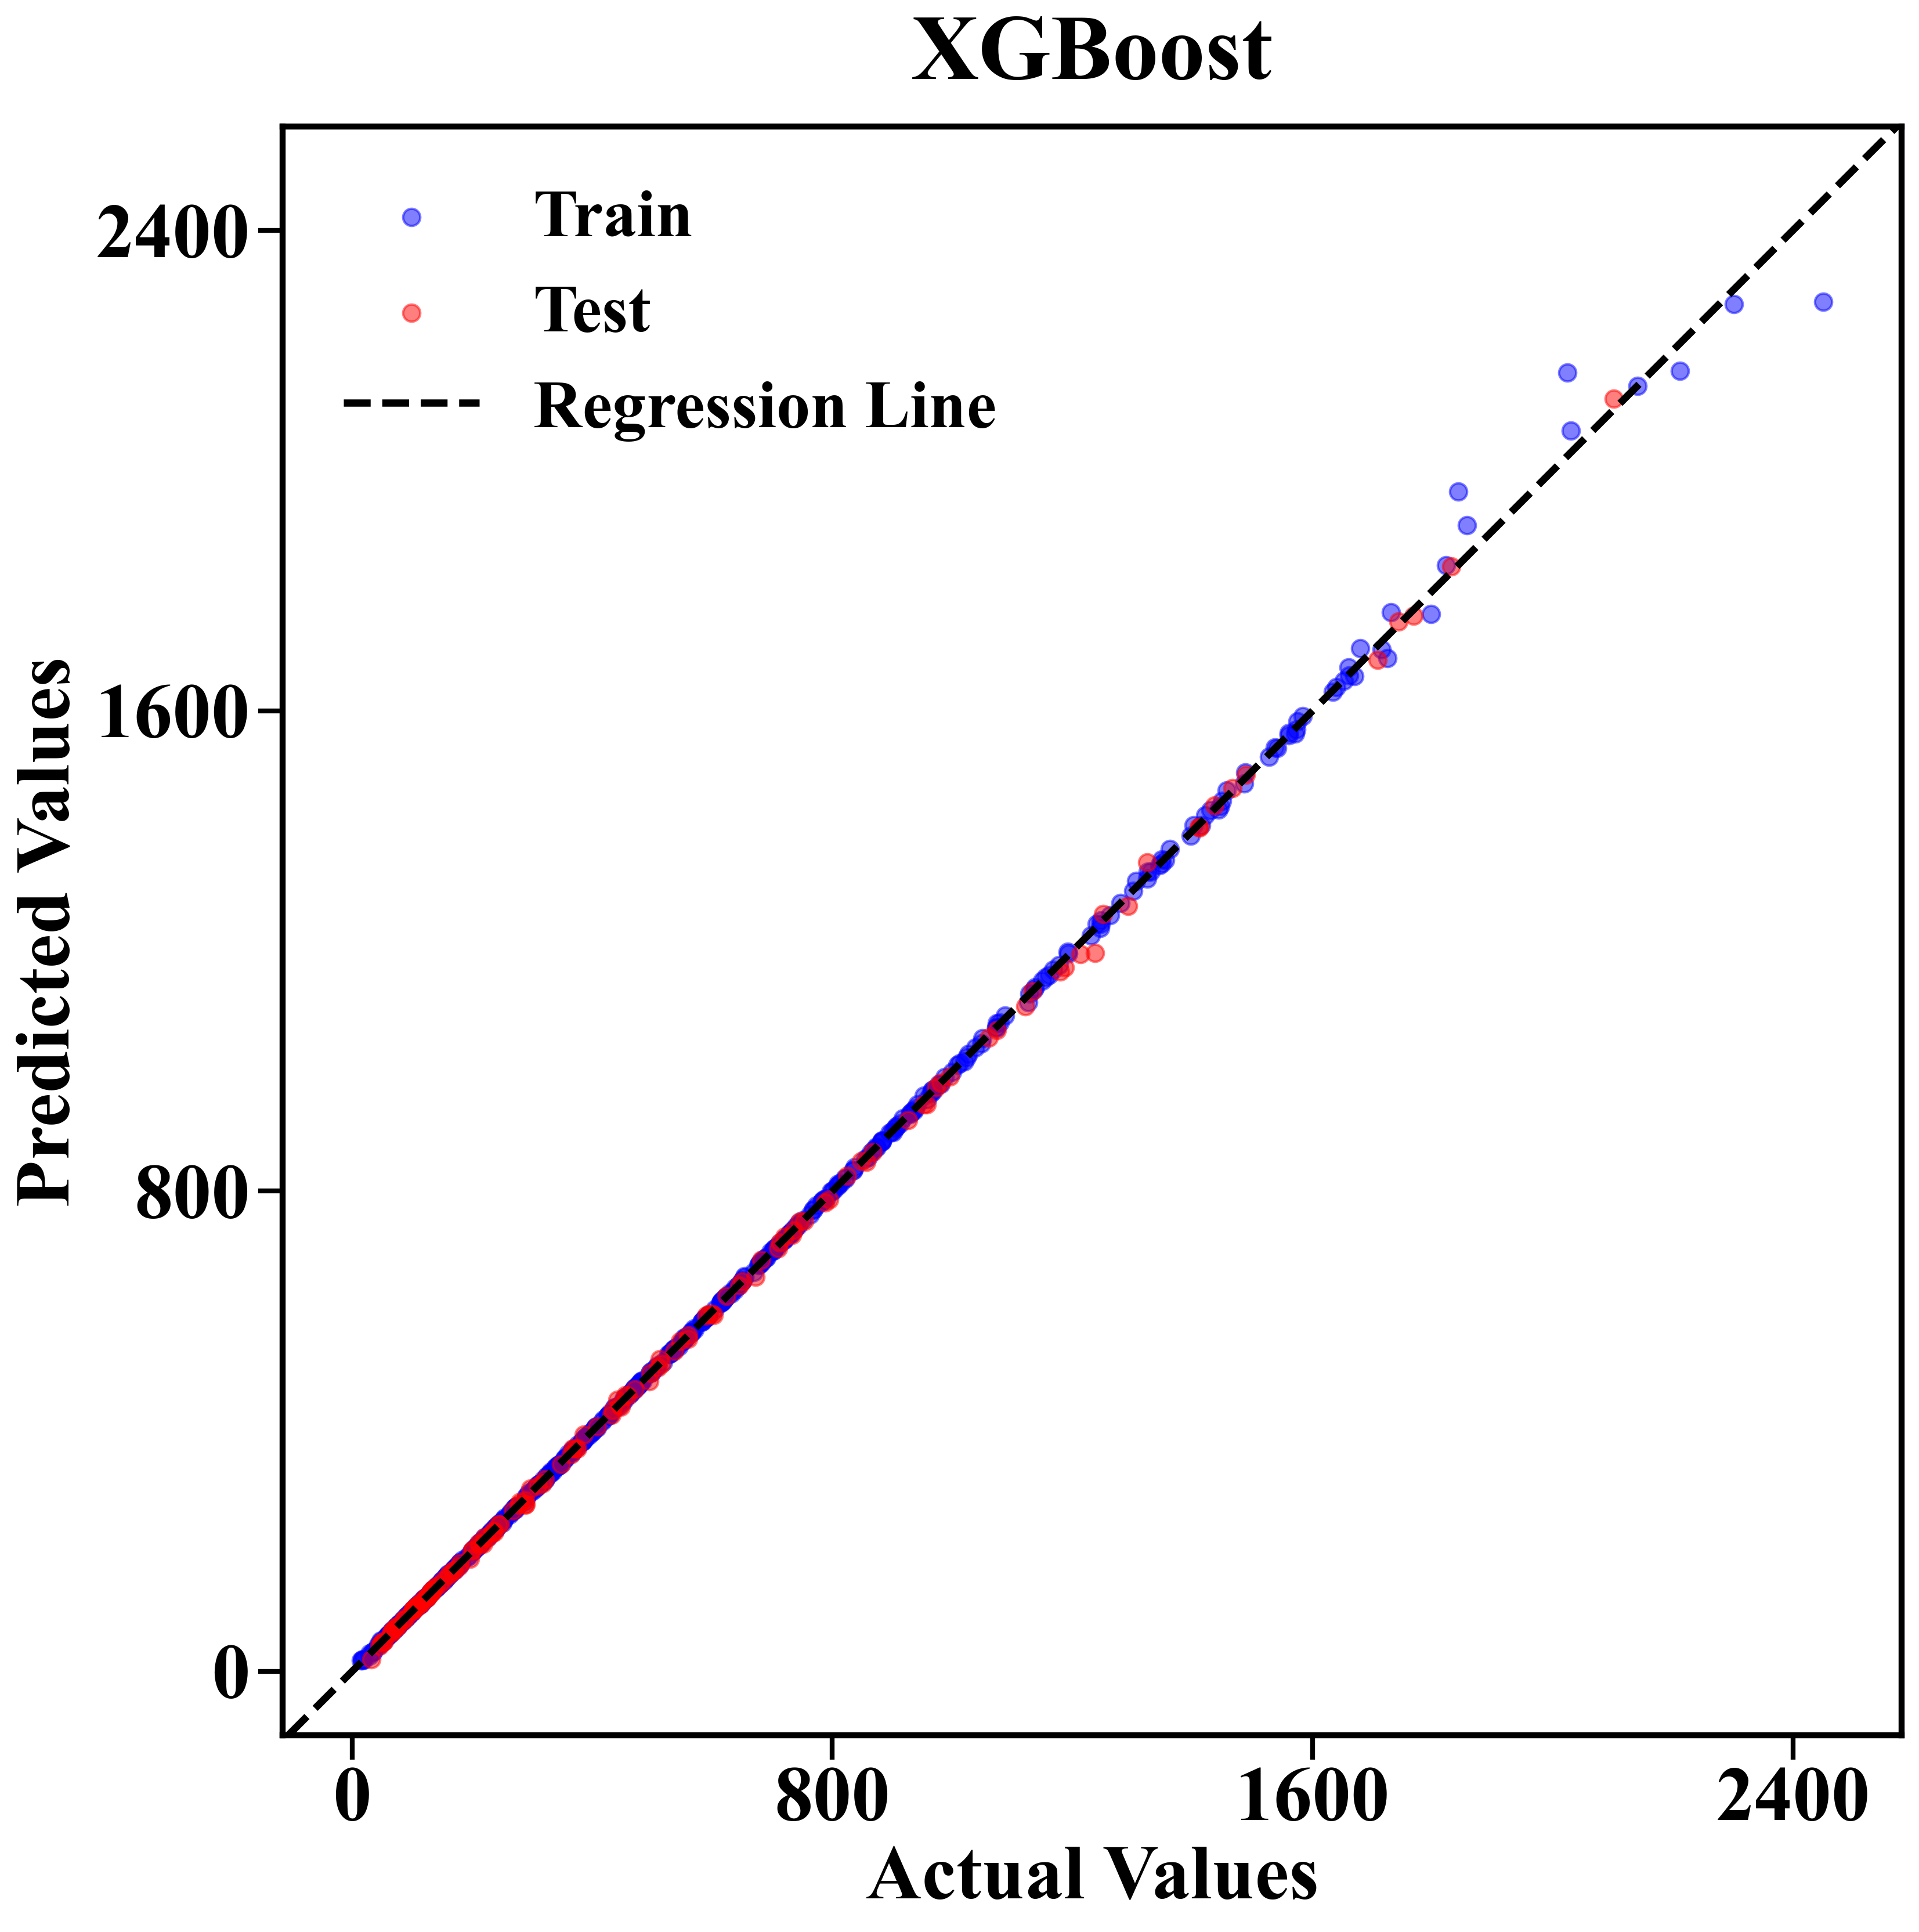 XGBoost
Train
Test
Regression Line
2400
1600
800
0
Predicted Values
0 800 1600 2400
Actual Values